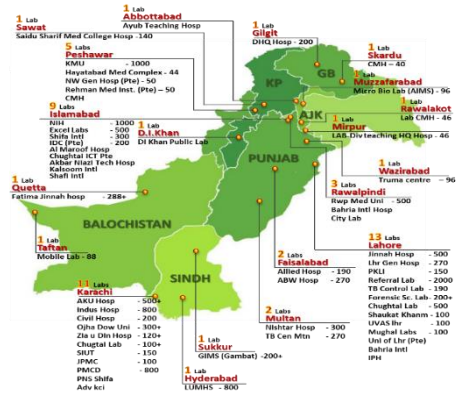 1 Lab
Abbottabad
Ayub Teaching Hosp
1 Lab
Sawat
Saidu Sharif Med College Hosp -140
5 Labs
Peshawar
KMU - 1000
Hayatabad Med Complex - 44
NW Gen Hosp (Pte) - 50
Rehman Med Inst. (Pte) - 50
CMH
9 Labs
Islamabad
NIH - 1000
Excel Labs - 500
Shifa Intl - 300
IDC (Pte) - 200
Al Maroof Hosp
Chughtai ICT Pte
Akbar Niazi Tech Hosp
Kalsoom Intl
Shafi Intl
1 Lab
D.I.Khan
DI Khan Public Lab
1 Lab
Gilgit
DHQ Hosp - 200
1 Lab
Skardu
CMH - 40
1 Lab
Muzzafarabad
Micro Bio Lab (AIMS) - 96
1 Lab
Rawalakot
Lab CMH - 46
1 Lab
Mirpur
LAB Div teaching HQ Hosp - 46
1 Lab
Wazirabad
Truma centre - 96
3 Labs
Rawalpindi
Rwp Med Uni - 500
Bahria Intl Hosp
City Lab
KP
GB
AJK
PUNJAB
BALOCHISTAN
SINDH
1 Lab
Quetta
Fatima Jinnah hosp - 288+
1 Lab
Taftan
Mobile Lab - 88
11 Labs
Karachi
AKU Hosp - 500+
Indus Hosp - 800
Civil Hosp - 200
Ojha Dow Uni - 300+
Zia u Din Hosp - 120+
Chugtai Lab - 100+
SIUT - 150
JPMC - 100
PMCD - 800
PNS Shifa
Adv kci
1 Lab
Sukkur
GIMS (Gambat) -200+
1 Lab
Hyderabad
LUMHS - 800
2 Labs
Faisalabad
Allied Hosp - 190
ABW Hosp - 270
2 Labs
Multan
Nishtar Hosp - 300
TB Cen Mtn - 270
13 Labs
Lahore
Jinnah Hosp - 500
Lhr Gen Hosp - 270
PKLI - 150
Referral Lab - 2000
TB Control Lab - 190
Forensic Sc. Lab - 200+
Chughtai Lab - 500
Shaukat Khanm - 100
UVAS lhr - 100
Mughal Labs - 100
Uni of Lhr (Pte)
Bahria Intl
IPH